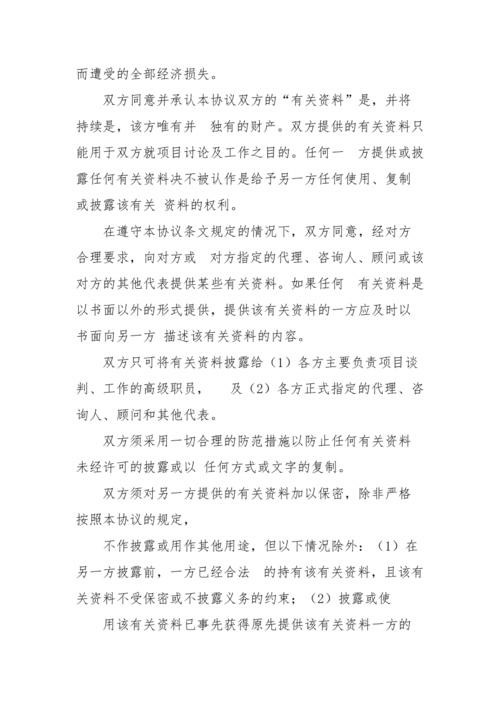 而遭受的全部经济损失。
双方同意并承认本协议双方的“有关资料”是，并将
持续是，该方唯有并　独有的财产。双方提供的有关资料只
能用于双方就项目讨论及工作之目的。任何一　方提供或披
露任何有关资料决不被认作是给予另一方任何使用、复制
或披露该有关 资料的权利。
在遵守本协议条文规定的情况下，双方同意，经对方
合理要求，向对方或　对方指定的代理、咨询人、顾问或该
对方的其他代表提供某些有关资料。如果任何　有关资料是
以书面以外的形式提供，提供该有关资料的一方应及时以
书面向另一方 描述该有关资料的内容。
双方只可将有关资料披露给（1）各方主要负责项目谈
判、工作的高级职员，　及（2）各方正式指定的代理、咨
询人、顾问和其他代表。
双方须采用一切合理的防范措施以防止任何有关资料
未经许可的披露或以 任何方式或文字的复制。
双方须对另一方提供的有关资料加以保密，除非严格
按照本协议的规定，
不作披露或用作其他用途，但以下情况除外：（1）在
另一方披露前，一方已经合法　的持有该有关资料，且该有
关资料不受保密或不披露义务的约束；（2）披露或使
用该有关资料已事先获得原先提供该有关资料一方的